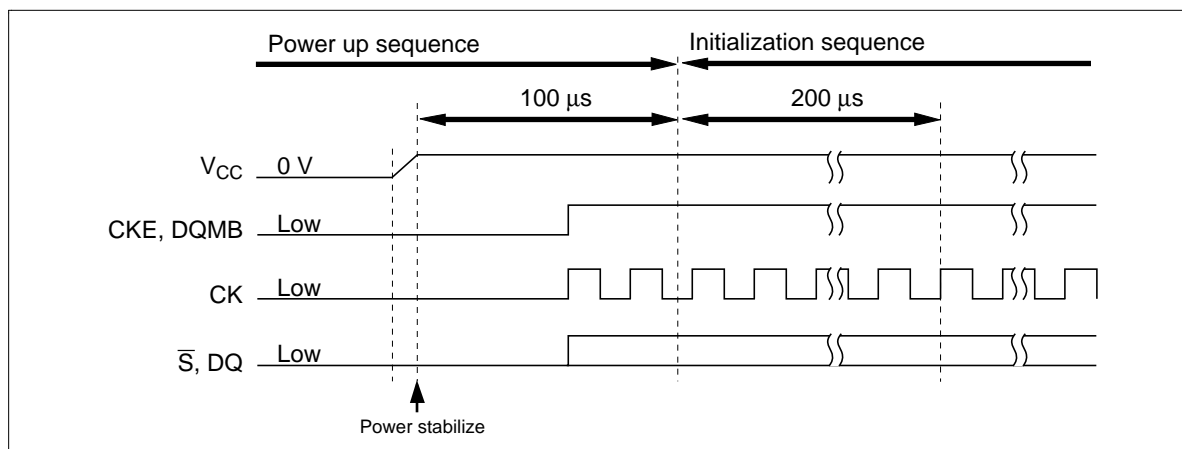 Power up sequence
Initialization sequence
100 μs
200 μs
VCC 0 V
CKE, DQMB Low
CK Low
S̅, DQ Low
Power stabilize